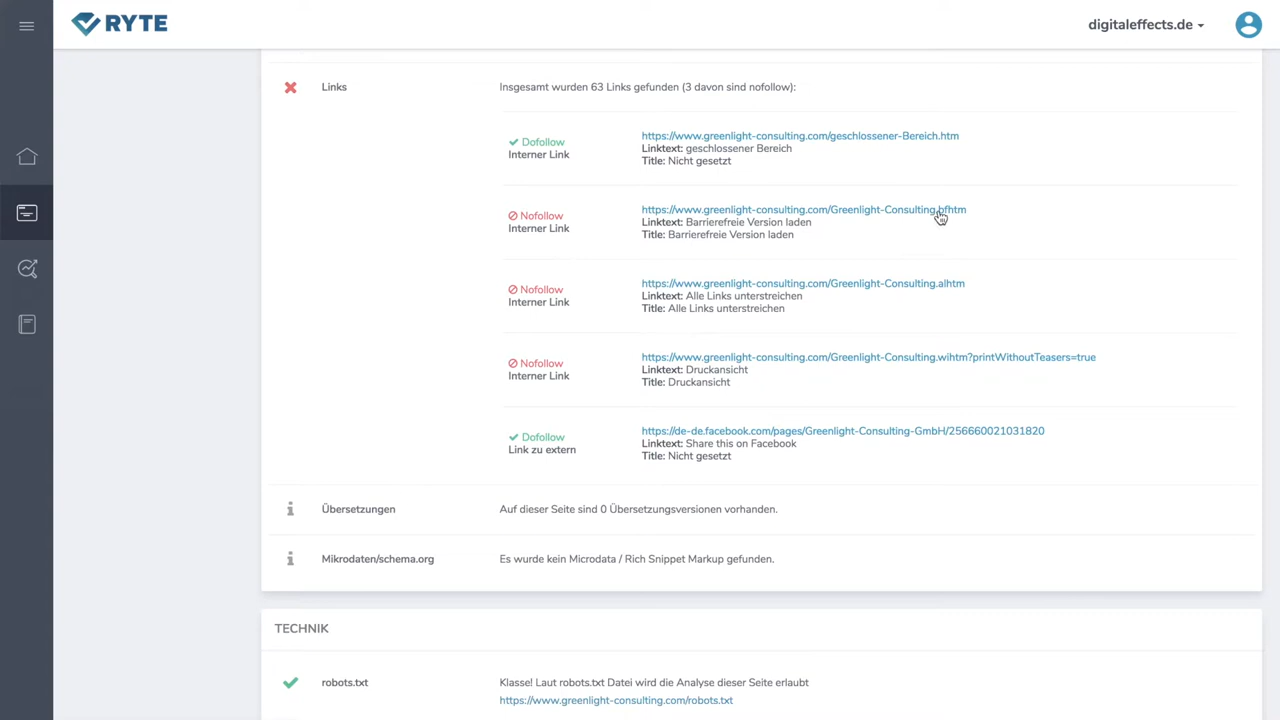 RYTE
digitaleffects.de
Links
Insgesamt wurden 63 Links gefunden (3 davon sind nofollow):
Dofollow
Interner Link
https://www.greenlight-consulting.com/geschlossener-Bereich.htm
Linktext: geschlossener Bereich
Title: Nicht gesetzt
Nofollow
Interner Link
https://www.greenlight-consulting.com/Greenlight-Consulting.bfhtm
Linktext: Barrierefreie Version laden
Title: Barrierefreie Version laden
Nofollow
Interner Link
https://www.greenlight-consulting.com/Greenlight-Consulting.alhtm
Linktext: Alle Links unterstreichen
Title: Alle Links unterstreichen
Nofollow
Interner Link
https://www.greenlight-consulting.com/Greenlight-Consulting.wihtm?printWithoutTeasers=true
Linktext: Druckansicht
Title: Druckansicht
Dofollow
Link zu extern
https://de-de.facebook.com/pages/Greenlight-Consulting-GmbH/256660021031820
Linktext: Share this on Facebook
Title: Nicht gesetzt
Übersetzungen
Auf dieser Seite sind 0 Übersetzungsversionen vorhanden.
Mikrodaten/schema.org
Es wurde kein Microdata / Rich Snippet Markup gefunden.
TECHNIK
robots.txt
Klasse! Laut robots.txt Datei wird die Analyse dieser Seite erlaubt
https://www.greenlight-consulting.com/robots.txt